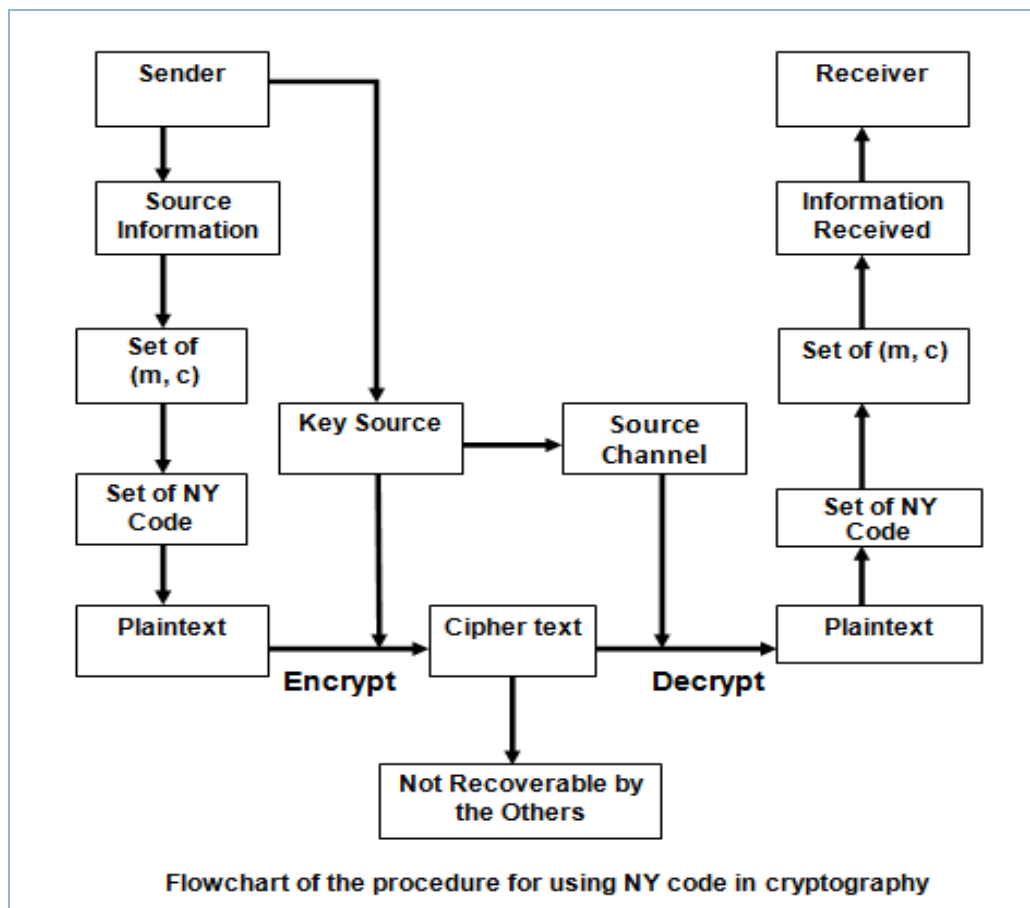 Sender
Receiver
Source
Information
Information
Received
Set of
(m, c)
Set of (m, c)
Key Source
Source
Channel
Set of NY
Code
Set of NY
Code
Plaintext
Cipher text
Plaintext
Encrypt
Decrypt
Not Recoverable by
the Others
Flowchart of the procedure for using NY code in cryptography